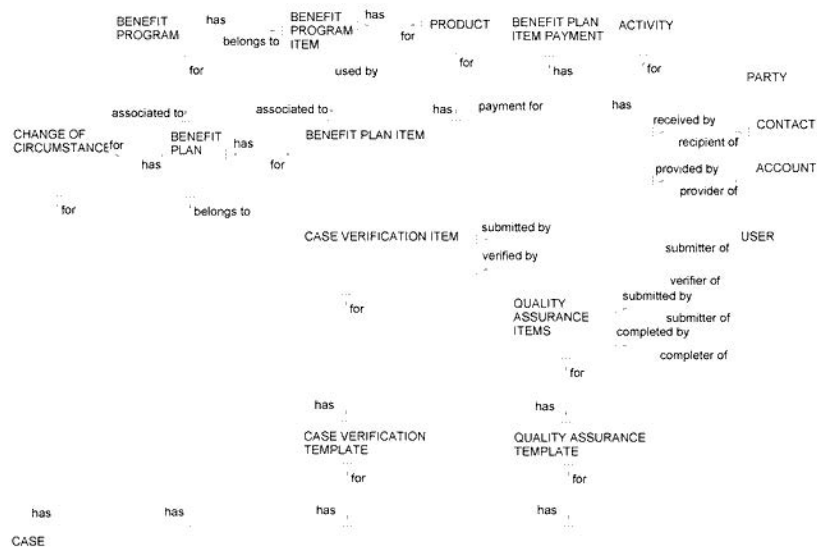 BENEFIT PROGRAM
has
belongs to
BENEFIT PROGRAM ITEM
has
for
PRODUCT
BENEFIT PLAN ITEM PAYMENT
ACTIVITY
for
used by
for
has
for
PARTY
associated to
associated to
has
payment for
has
received by
recipient of
CONTACT
CHANGE OF CIRCUMSTANCE
for
has
BENEFIT PLAN
has
for
BENEFIT PLAN ITEM
provided by
provider of
ACCOUNT
for
belongs to
CASE VERIFICATION ITEM
submitted by
verified by
submitter of
verifier of
USER
for
QUALITY ASSURANCE ITEMS
submitted by
submitter of
completed by
completer of
for
has
has
CASE VERIFICATION TEMPLATE
QUALITY ASSURANCE TEMPLATE
for
for
has
has
has
has
CASE